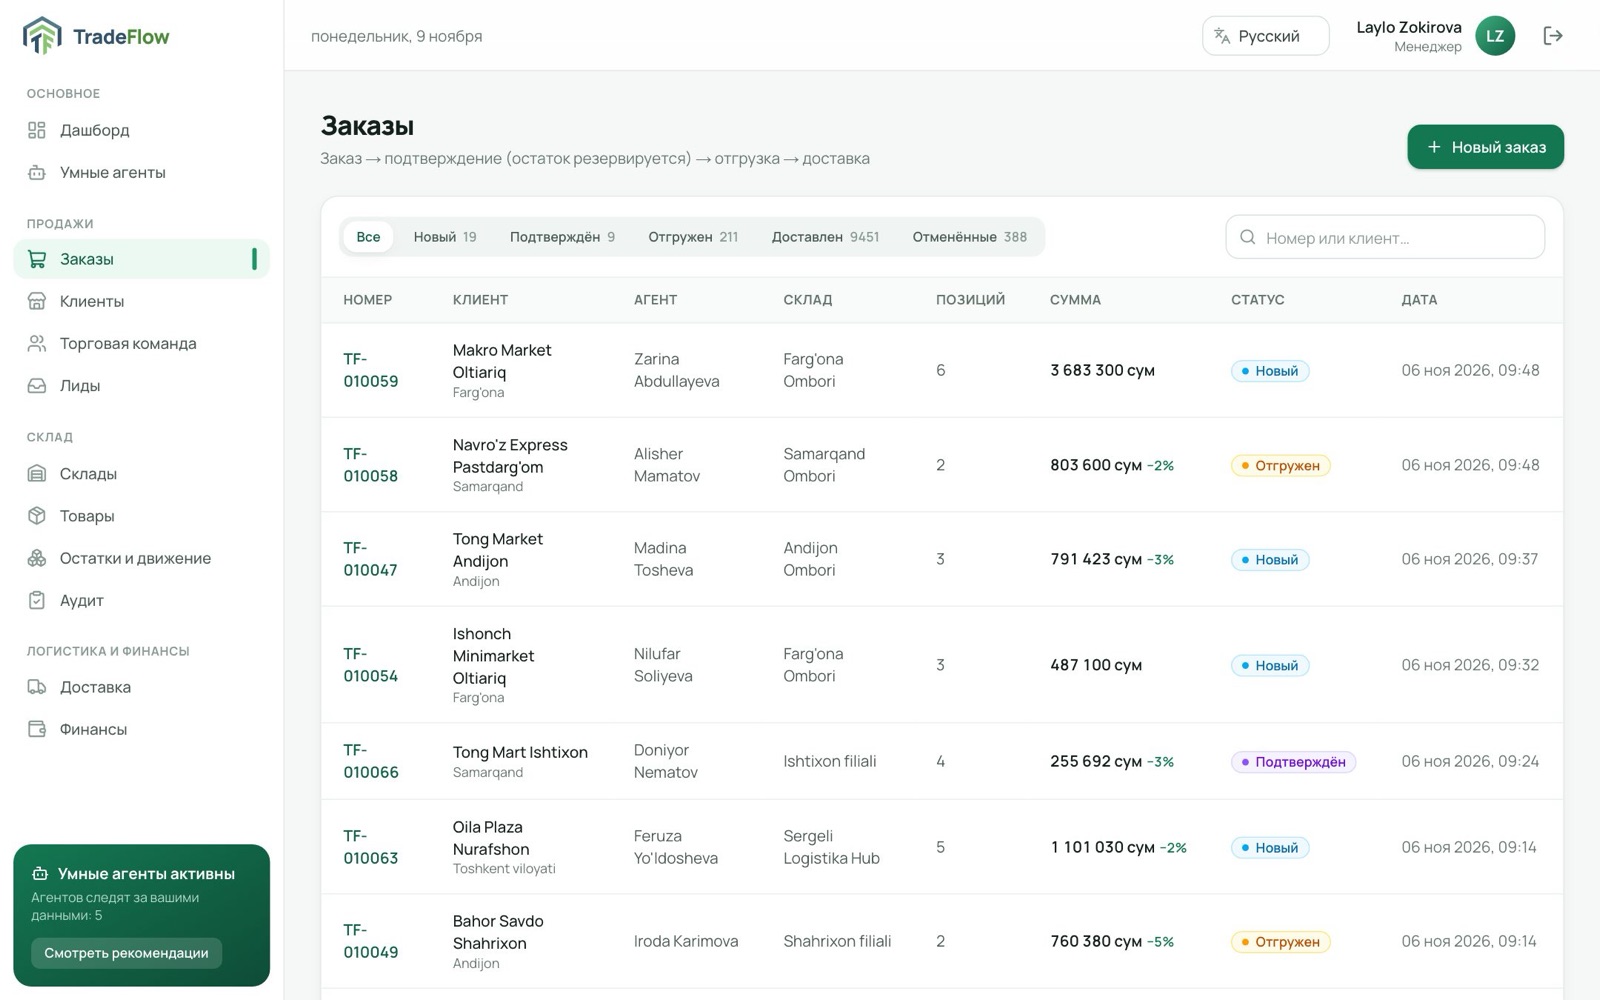 TradeFlow
понедельник, 9 ноября
Русский
Laylo Zokirova
Менеджер
LZ
ОСНОВНОЕ
Дашборд
Умные агенты
ПРОДАЖИ
Заказы
Клиенты
Торговая команда
Лиды
СКЛАД
Склады
Товары
Остатки и движение
Аудит
ЛОГИСТИКА И ФИНАНСЫ
Доставка
Финансы
Умные агенты активны
Агентов следят за вашими
данными: 5
Смотреть рекомендации
Заказы
Заказ → подтверждение (остаток резервируется) → отгрузка → доставка
+ Новый заказ
Все Новый 19 Подтверждён 9 Отгружен 211 Доставлен 9451 Отменённые 388
Номер или клиент...
НОМЕР КЛИЕНТ АГЕНТ СКЛАД ПОЗИЦИЙ СУММА СТАТУС ДАТА
TF-
010059
Makro Market
Oltiariq
Farg'ona
Zarina
Abdullayeva
Farg'ona
Ombori
6
3 683 300 сум
Новый
06 ноя 2026, 09:48
TF-
010058
Navro'z Express
Pastdarg'om
Samarqand
Alisher
Mamatov
Samarqand
Ombori
2
803 600 сум −2%
Отгружен
06 ноя 2026, 09:48
TF-
010047
Tong Market
Andijon
Andijon
Madina
Tosheva
Andijon
Ombori
3
791 423 сум −3%
Новый
06 ноя 2026, 09:37
TF-
010054
Ishonch
Minimarket
Oltiariq
Farg'ona
Nilufar
Soliyeva
Farg'ona
Ombori
3
487 100 сум
Новый
06 ноя 2026, 09:32
TF-
010066
Tong Mart Ishtixon
Samarqand
Doniyor
Nematov
Ishtixon filiali
4
255 692 сум −3%
Подтверждён
06 ноя 2026, 09:24
TF-
010063
Oila Plaza
Nurafshon
Toshkent viloyati
Feruza
Yo'ldosheva
Sergeli
Logistika Hub
5
1 101 030 сум −2%
Новый
06 ноя 2026, 09:14
TF-
010049
Bahor Savdo
Shahrixon
Andijon
Iroda Karimova
Shahrixon filiali
2
760 380 сум −5%
Отгружен
06 ноя 2026, 09:14